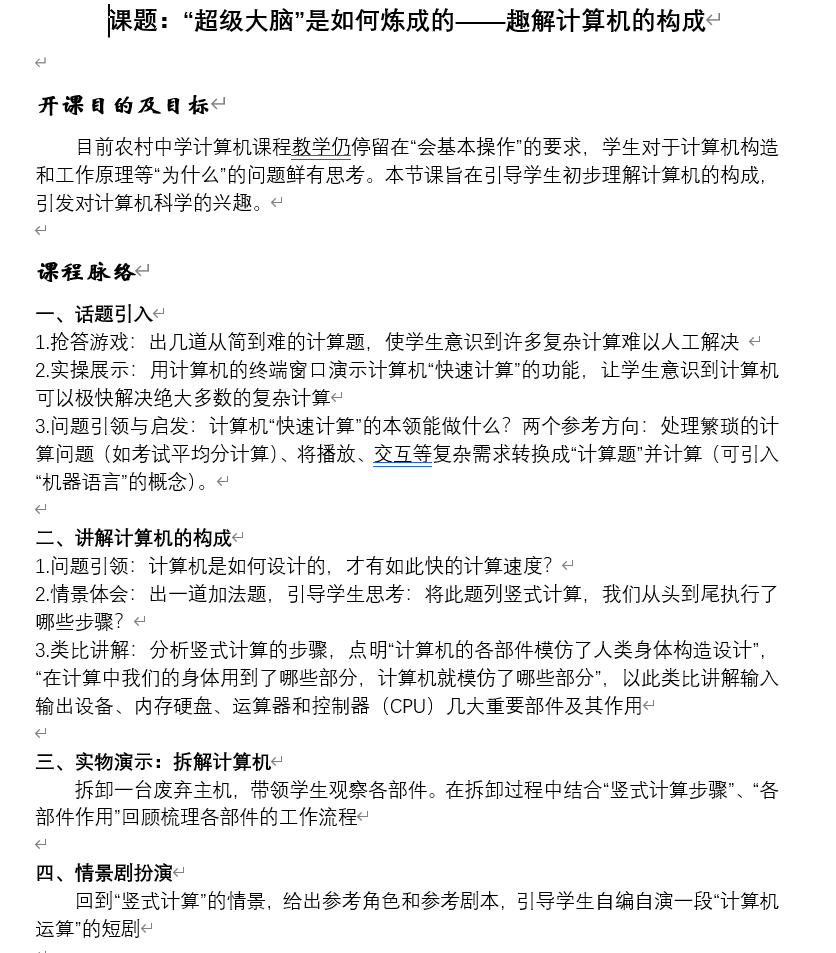 课题：“超级大脑”是如何炼成的——趣解计算机的构成
开课目的及目标
目前农村中学计算机课程教学仍停留在“会基本操作”的要求，学生对于计算机构造
和工作原理等“为什么”的问题鲜有思考。本节课旨在引导学生初步理解计算机的构成，
引发对计算机科学的兴趣。
课程脉络
一、话题引入
1.抢答游戏：出几道从简到难的计算题，使学生意识到许多复杂计算难以人工解决
2.实操展示：用计算机的终端窗口演示计算机“快速计算”的功能，让学生意识到计算机
可以极快解决绝大多数的复杂计算
3.问题引领与启发：计算机“快速计算”的本领能做什么？两个参考方向：处理繁琐的计
算问题（如考试平均分计算）、将播放、交互等复杂需求转换成“计算题”并计算（可引入
“机器语言”的概念）。
二、讲解计算机的构成
1.问题引领：计算机是如何设计的，才有如此快的计算速度？
2.情景体会：出一道加法题，引导学生思考：将此题列竖式计算，我们从头到尾执行了
哪些步骤？
3.类比讲解：分析竖式计算的步骤，点明“计算机的各部件模仿了人类身体构造设计”，
“在计算中我们的身体用到了哪些部分，计算机就模仿了哪些部分”，以此类比讲解输入
输出设备、内存硬盘、运算器和控制器（CPU）几大重要部件及其作用
三、实物演示：拆解计算机
拆卸一台废弃主机，带领学生观察各部件。在拆卸过程中结合“竖式计算步骤”、“各
部件作用”回顾梳理各部件的工作流程
四、情景剧扮演
回到“竖式计算”的情景，给出参考角色和参考剧本，引导学生自编自演一段“计算机
运算”的短剧